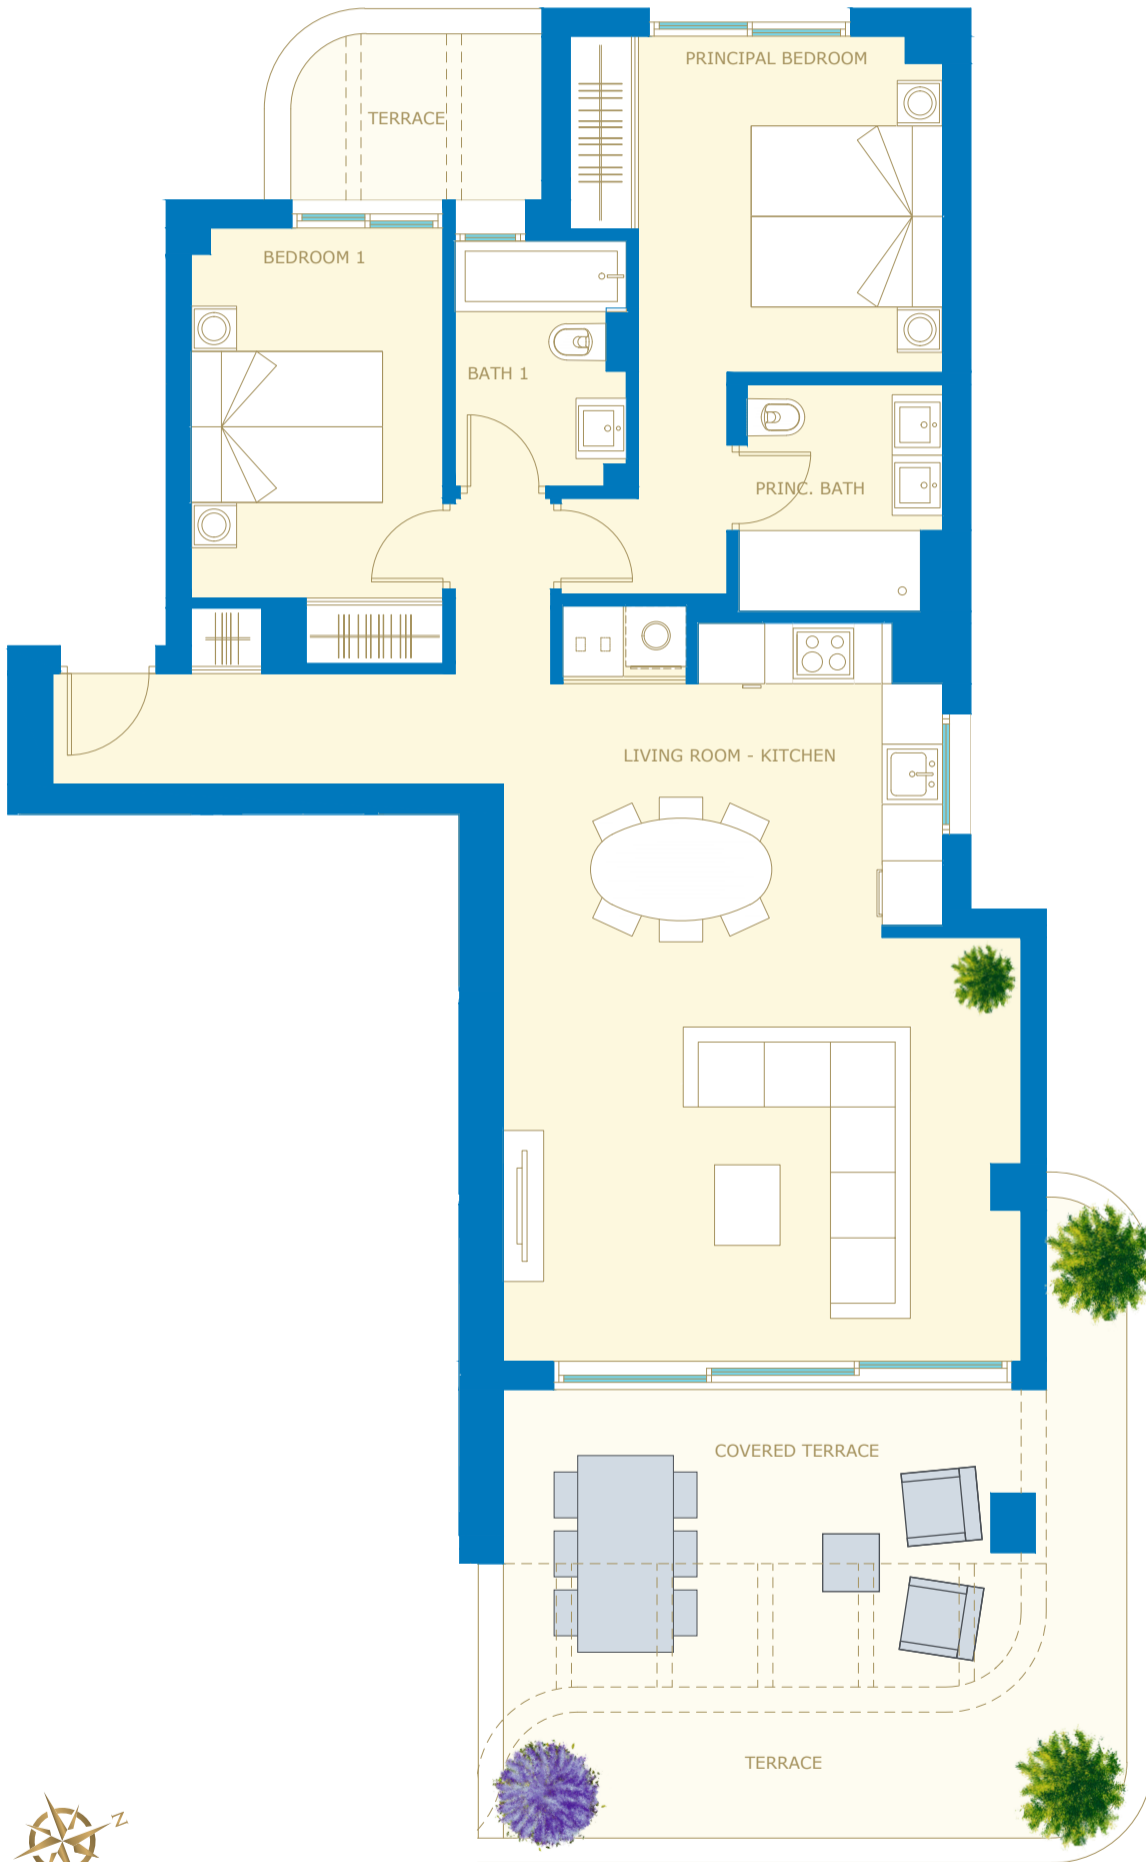 PRINCIPAL BEDROOM
TERRACE
BEDROOM 1
BATH 1
PRINC. BATH
LIVING ROOM - KITCHEN
COVERED TERRACE
TERRACE
N